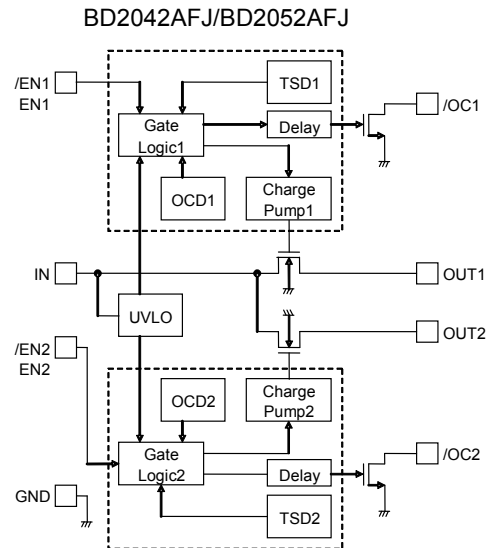 BD2042AFJ/BD2052AFJ
/EN1
EN1
TSD1
/OC1
Gate
Logic1
Delay
OCD1
Charge
Pump1
IN
OUT1
UVLO
OUT2
/EN2
EN2
OCD2
Charge
Pump2
Gate
Logic2
/OC2
Delay
GND
TSD2